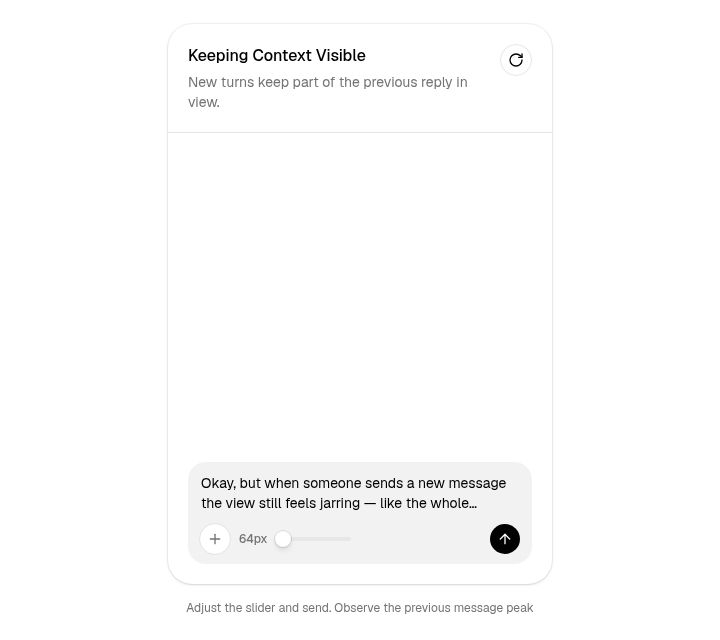 Keeping Context Visible
New turns keep part of the previous reply in
view.
Okay, but when someone sends a new message
the view still feels jarring — like the whole...
64px
Adjust the slider and send. Observe the previous message peak